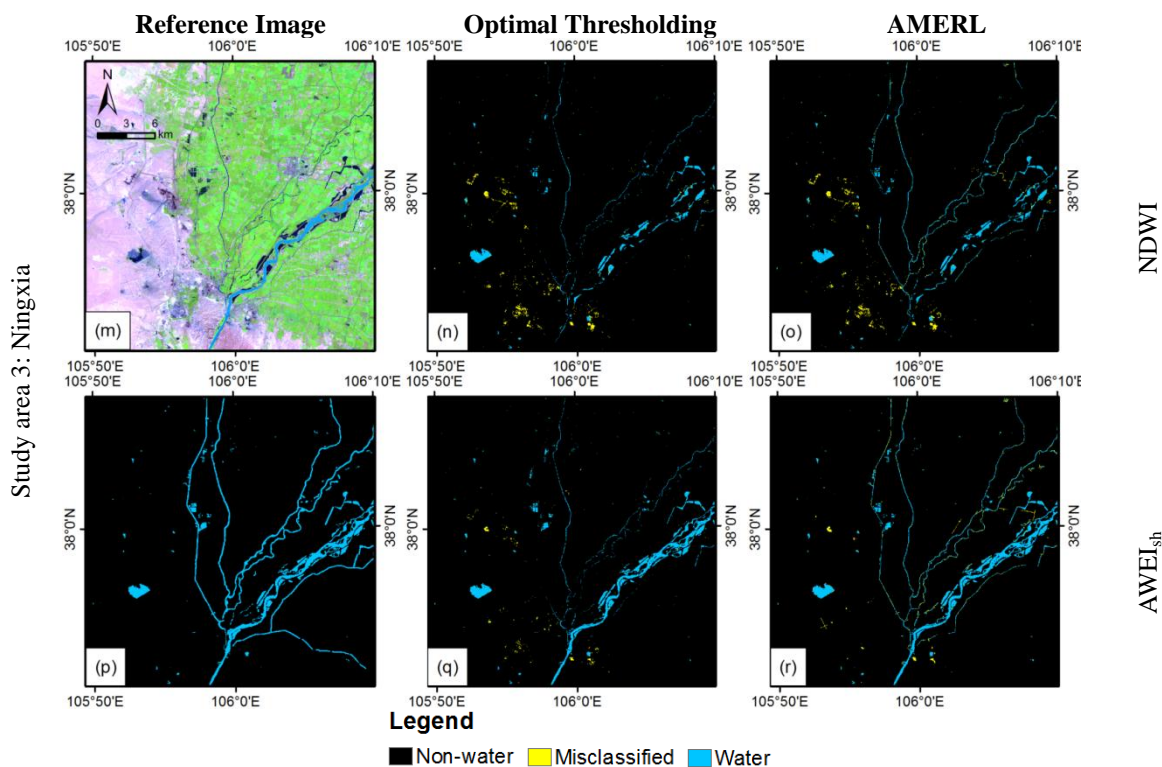 Reference Image Optimal Thresholding AMERL
105°50'E 106°0'E 106°10'E 105°50'E 106°0'E 106°10'E 105°50'E 106°0'E 106°10'E
N
0 3 6
km
38°0'N 38°0'N 38°0'N
(m) (n) (o)
NDWI
Study area 3: Ningxia
105°50'E 106°0'E 106°10'E 105°50'E 106°0'E 106°10'E 105°50'E 106°0'E 106°10'E
38°0'N 38°0'N 38°0'N
(p) (q) (r)
AWEIsh
105°50'E 106°0'E 105°50'E 106°0'E 105°50'E 106°0'E
Legend
Non-water Misclassified Water